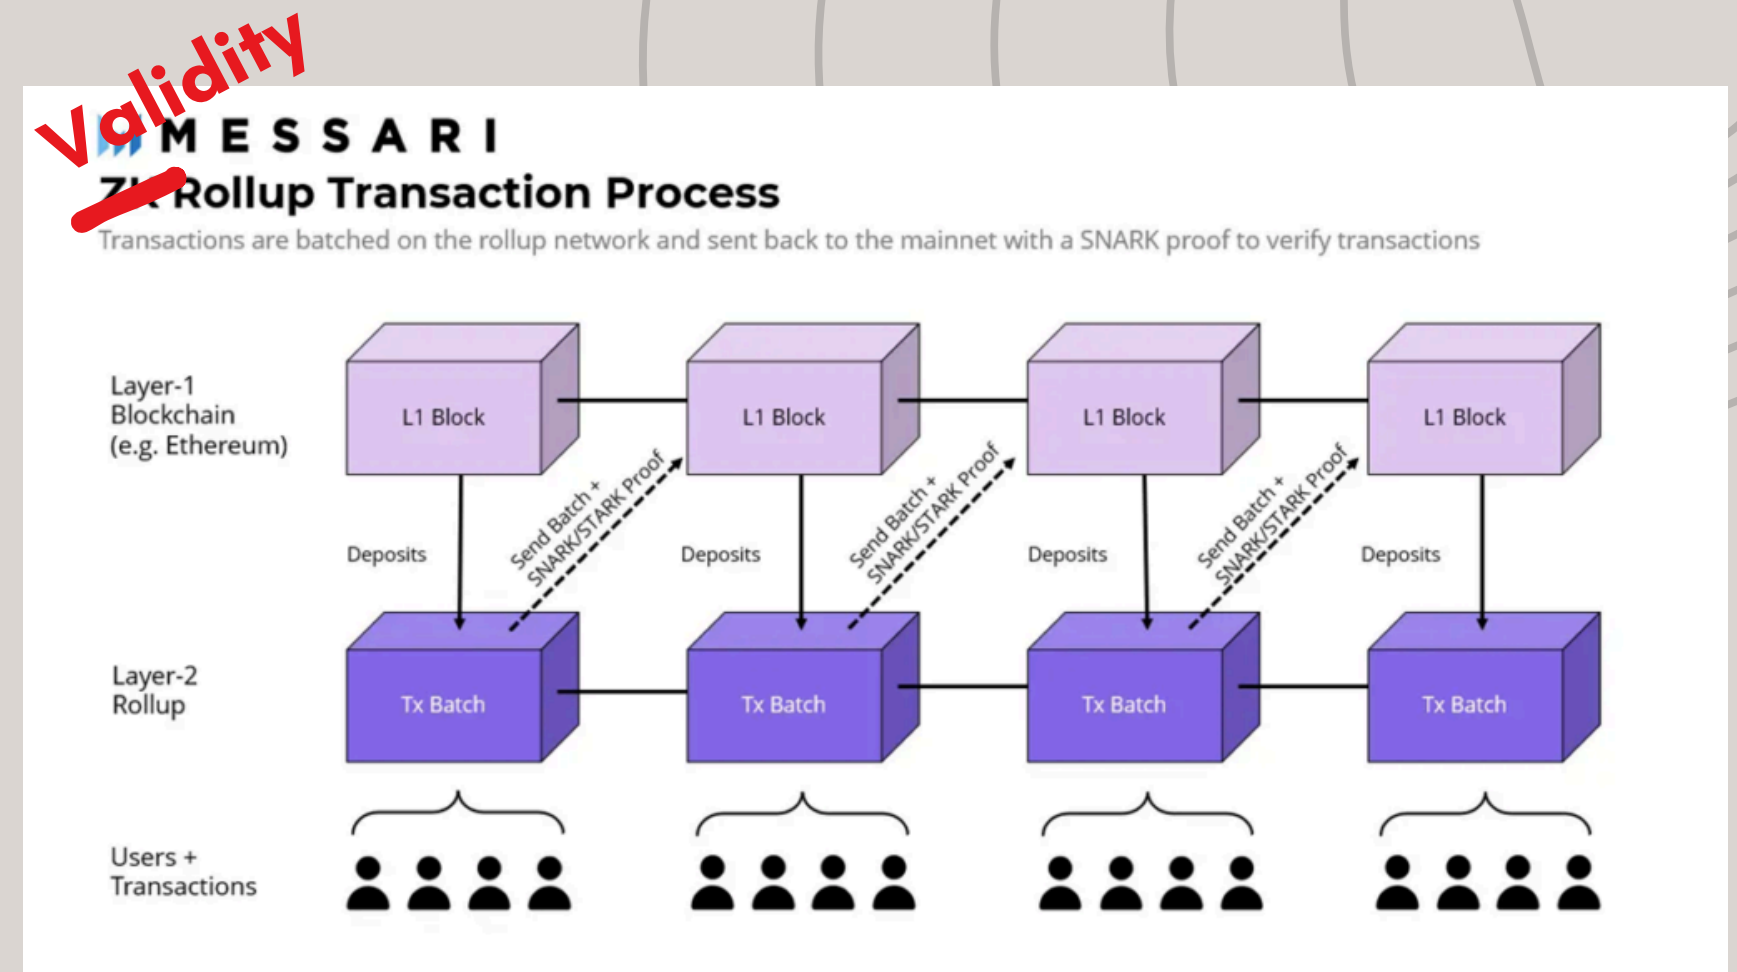 Validity
MESSARI
ZK Rollup Transaction Process
Transactions are batched on the rollup network and sent back to the mainnet with a SNARK proof to verify transactions
Layer-1
Blockchain
(e.g. Ethereum)
L1 Block
L1 Block
L1 Block
L1 Block
Deposits
Send Batch +
SNARK/STARK Proof
Deposits
Send Batch +
SNARK/STARK Proof
Deposits
Send Batch +
SNARK/STARK Proof
Deposits
Layer-2
Rollup
Tx Batch
Tx Batch
Tx Batch
Tx Batch
Users +
Transactions